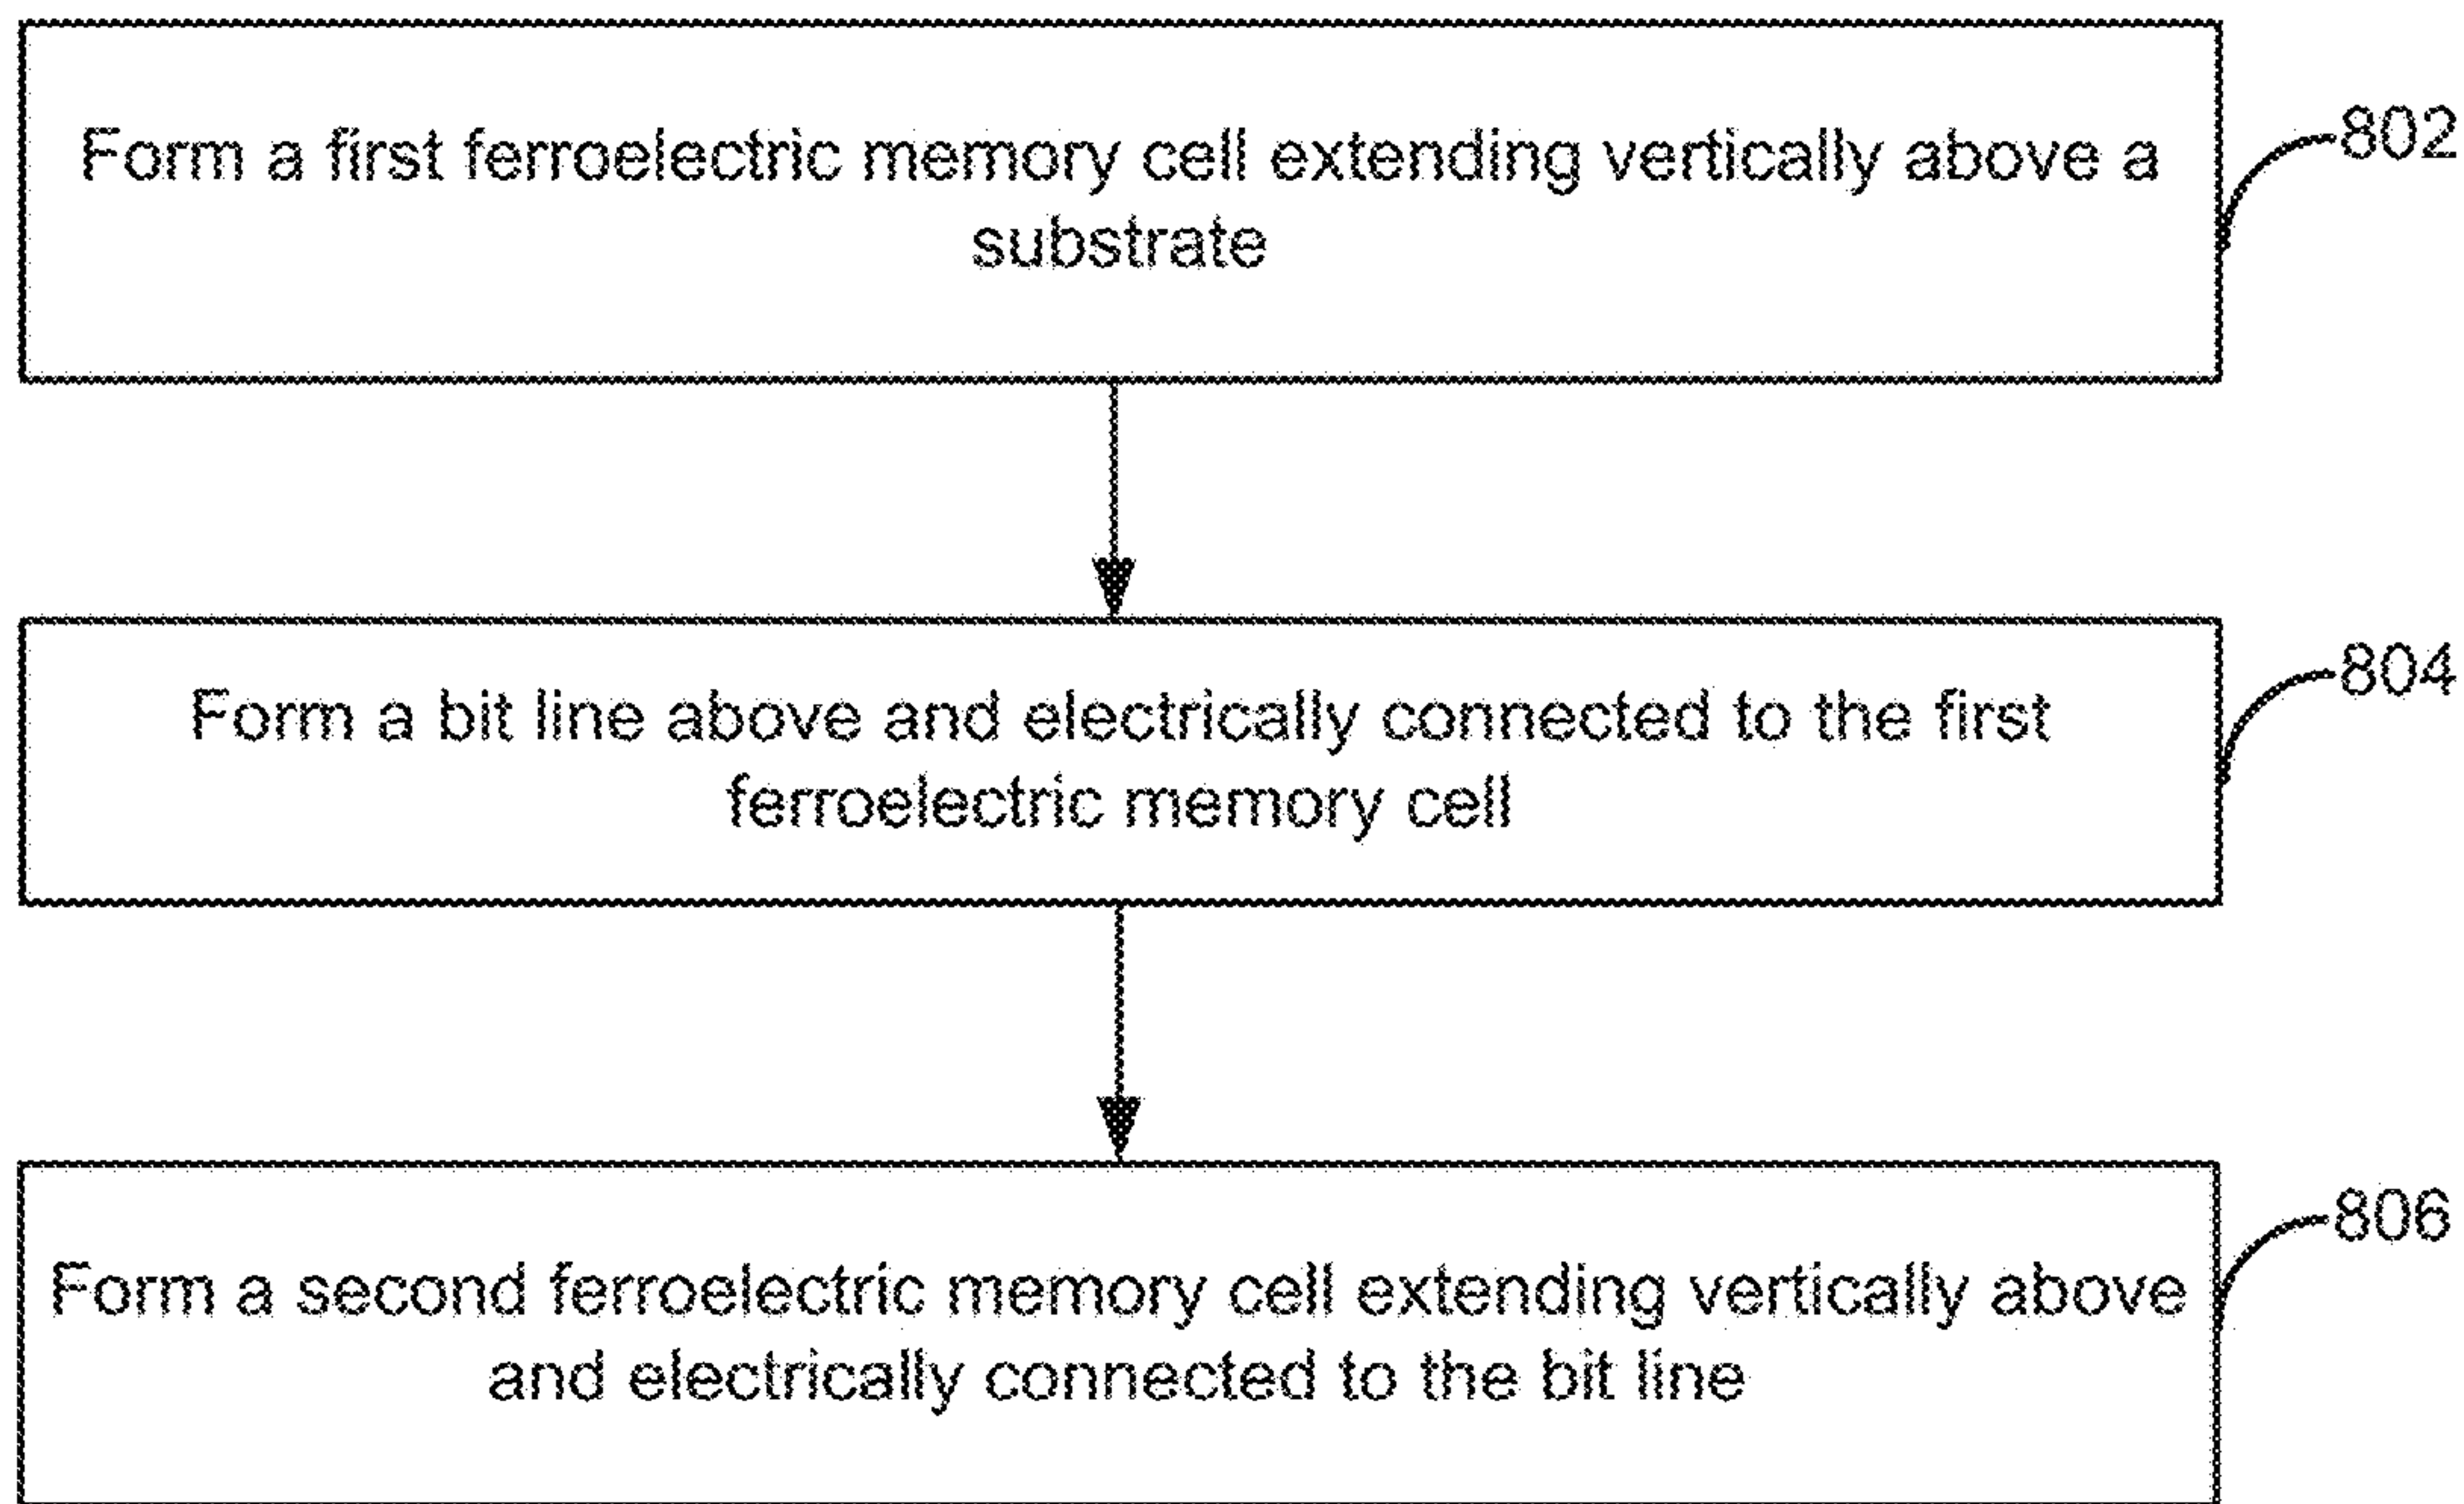 Form a first ferroelectric memory cell extending vertically above a
substrate
802
Form a bit line above and electrically connected to the first
ferroelectric memory cell
804
Form a second ferroelectric memory cell extending vertically above
and electrically connected to the bit line
806